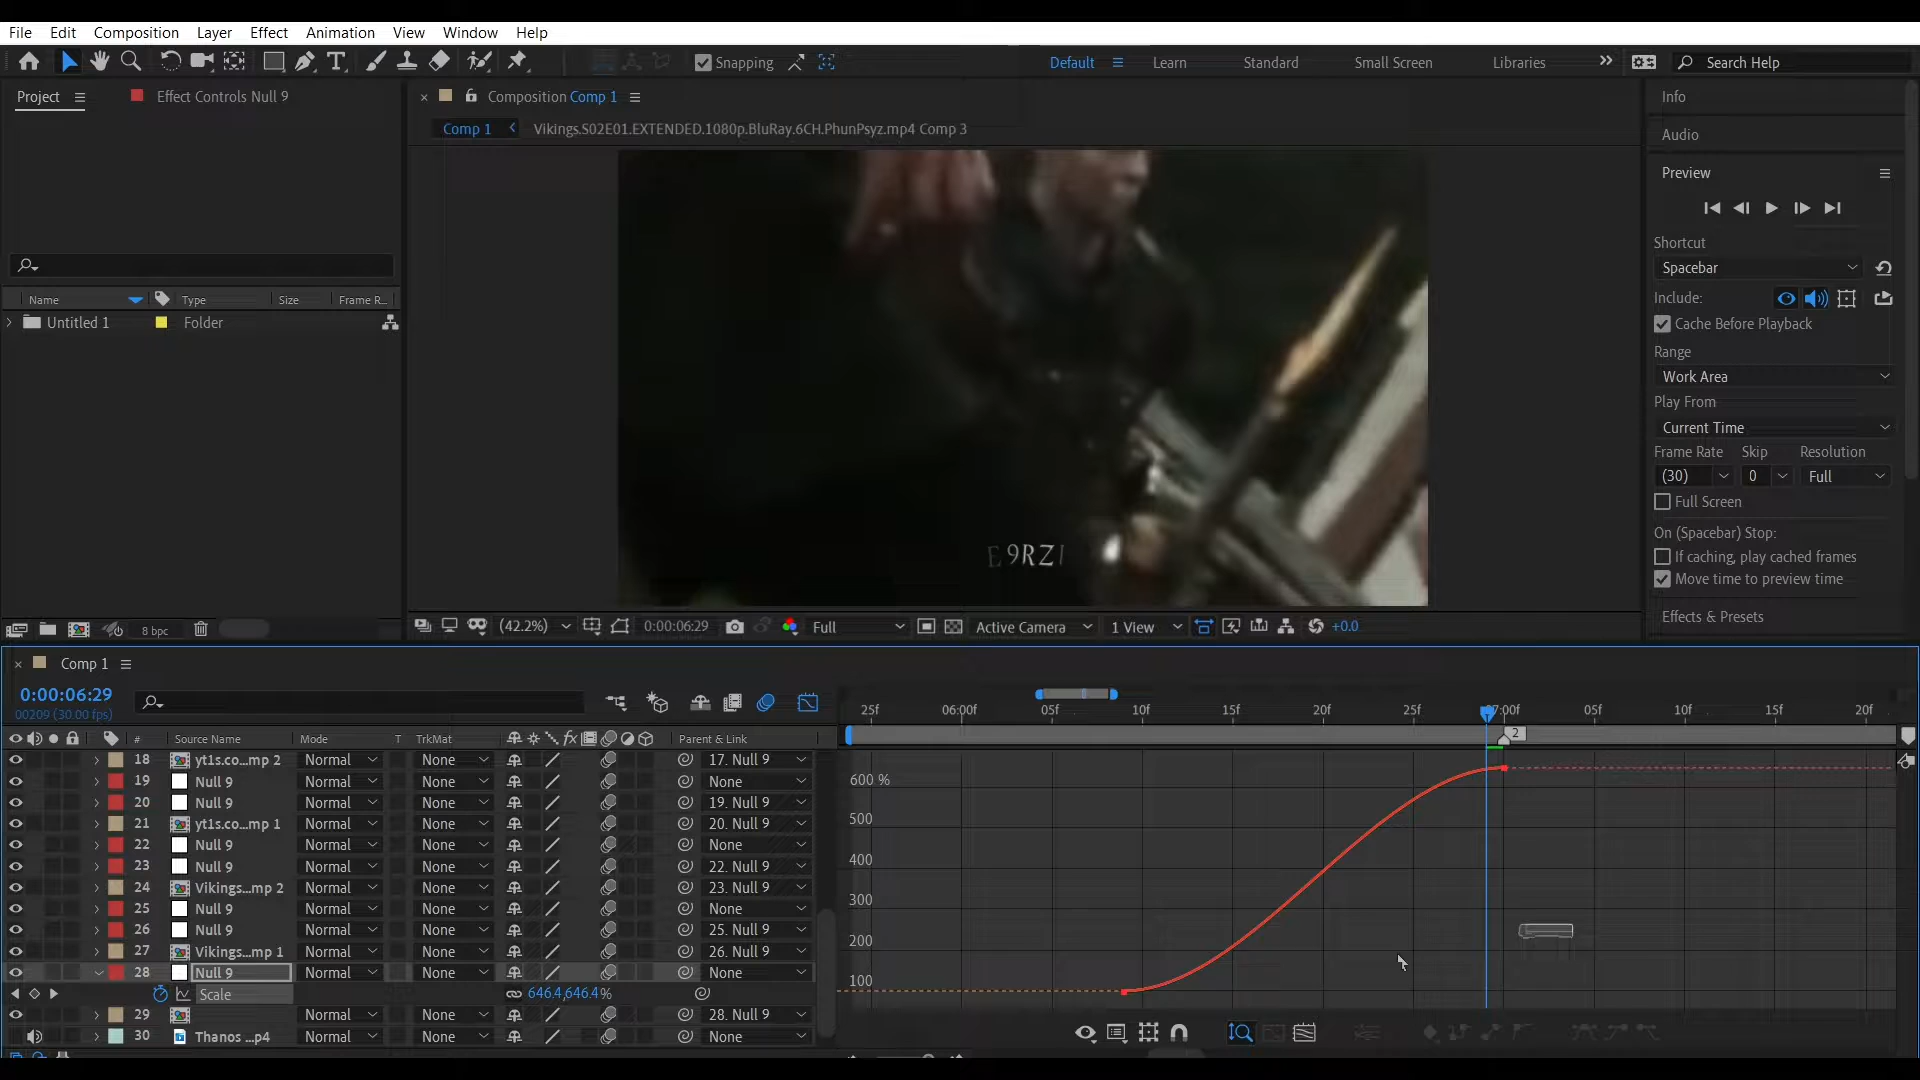 File Edit Composition Layer Effect Animation View Window Help
Snapping Default Learn Standard Small Screen Libraries Search Help
Project Effect Controls Null 9 Composition Comp 1 Info
Comp 1 Vikings.S02E01.EXTENDED.1080p.BluRay.6CH.PhunPsyz.mp4 Comp 3
Audio
Preview
Shortcut
Spacebar
Include:
Name Type Size Frame R...
Untitled 1 Folder
Cache Before Playback
Range
Work Area
Play From
Current Time
Frame Rate Skip Resolution
(30) 0 Full
Full Screen
On (Spacebar) Stop:
If caching, play cached frames
Move time to preview time
E9RZI
Effects & Presets
8 bpc (42.2%) 0:00:06:29 Full Active Camera 1 View +0.0
Comp 1
0:00:06:29
00209 (30.00 fps)
25f 06:00f 05f 10f 15f 20f 25f 07:00f 05f 10f 15f 20f
# Source Name Mode T TrkMat Parent & Link
2
18 yt1s.co...mp 2 Normal None 17. Null 9
19 Null 9 Normal None None
20 Null 9 Normal None 19. Null 9
21 yt1s.co...mp 1 Normal None 20. Null 9
22 Null 9 Normal None None
23 Null 9 Normal None 22. Null 9
24 Vikings...mp 2 Normal None 23. Null 9
25 Null 9 Normal None None
26 Null 9 Normal None 25. Null 9
27 Vikings...mp 1 Normal None 26. Null 9
28 Null 9 Normal None None
Scale 646.4,646.4%
29 Normal None 28. Null 9
30 Thanos ...p4 Normal None None
600 %
500
400
300
200
100